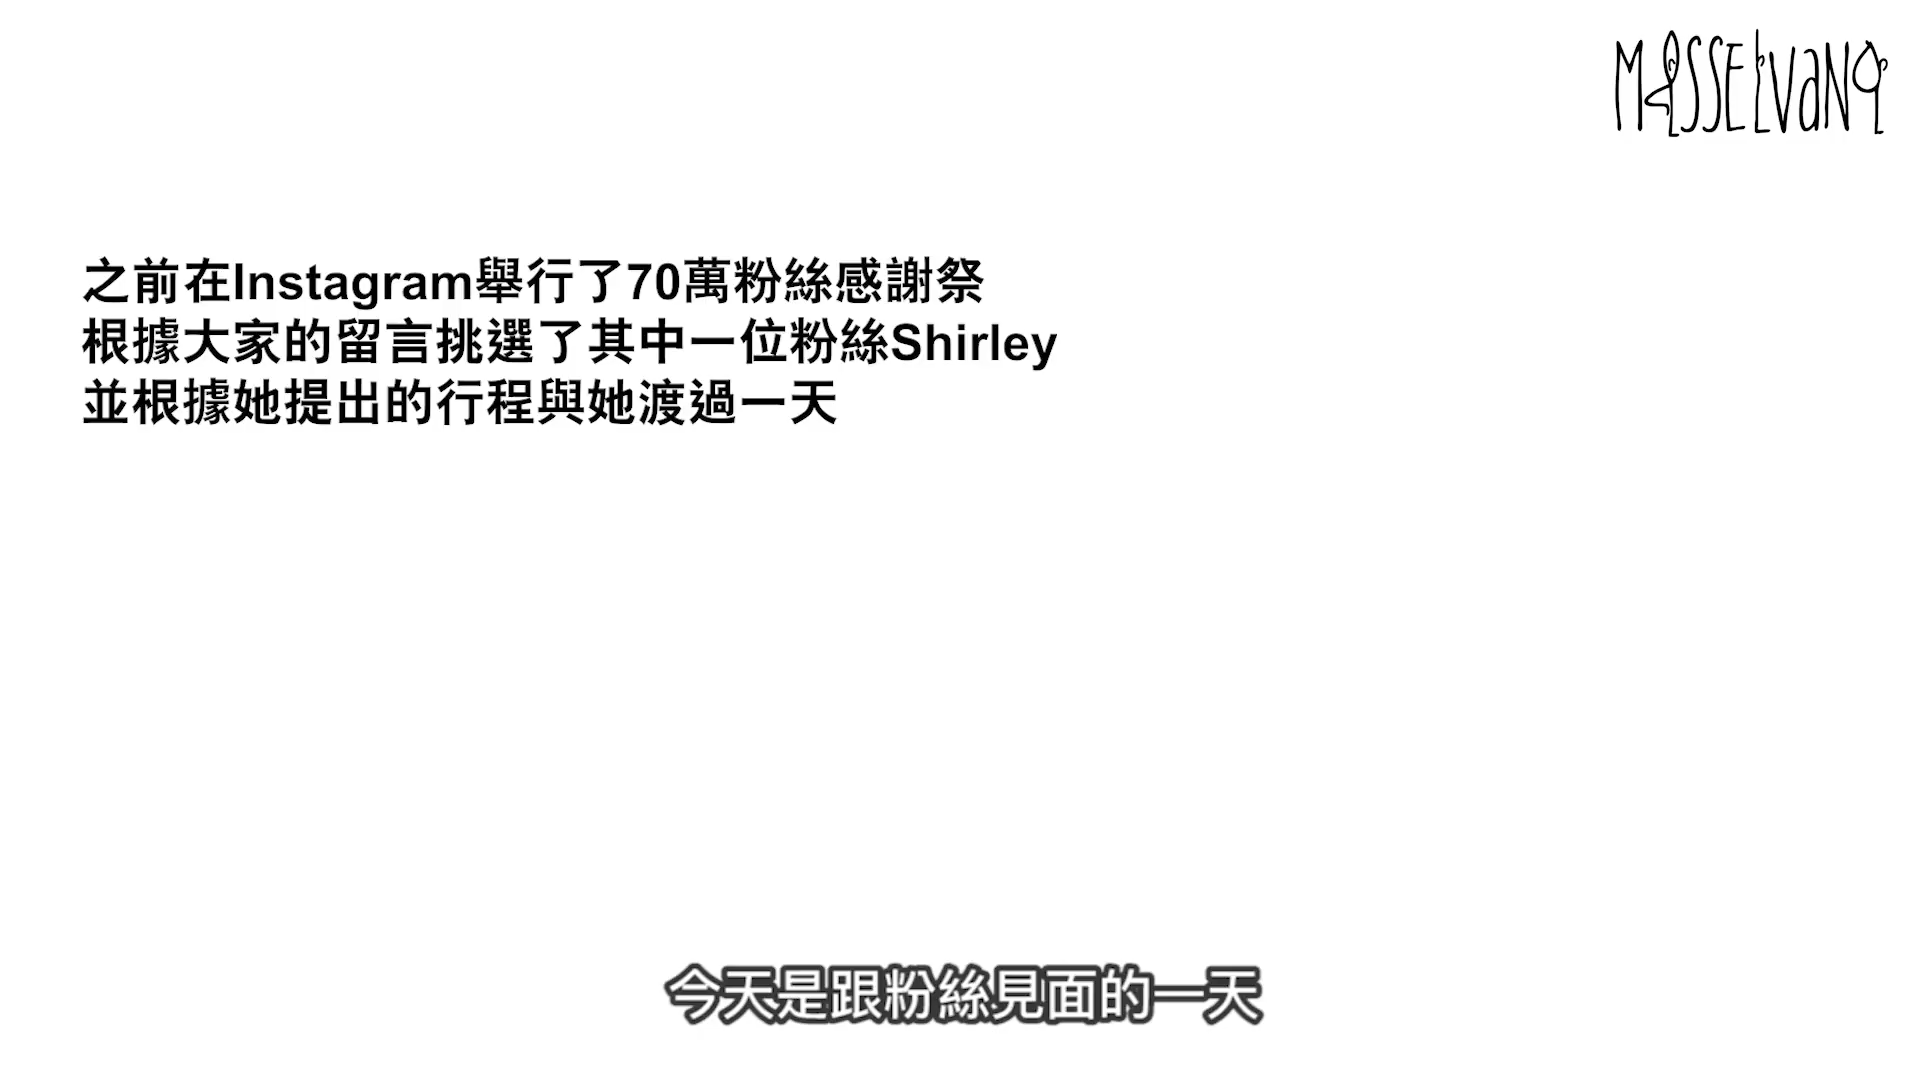 MASSELVANA
之前在Instagram舉行了70萬粉絲感謝祭
根據大家的留言挑選了其中一位粉絲Shirley
並根據她提出的行程與她渡過一天
今天是跟粉絲見面的一天